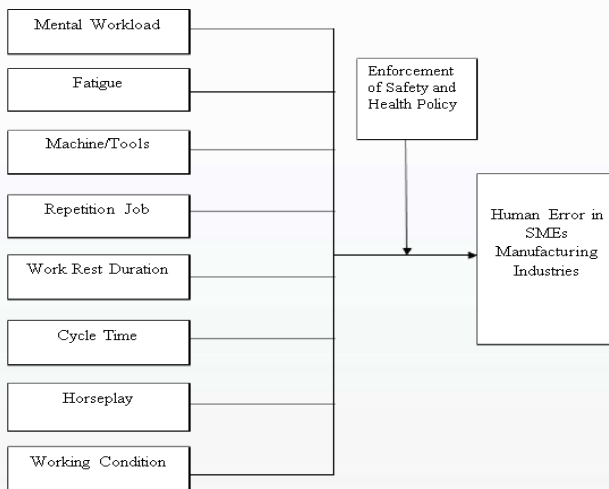 Mental Workload
Fatigue
Machine/Tools
Repetition Job
Work Rest Duration
Cycle Time
Horseplay
Working Condition
Enforcement
of Safety and
Health Policy
Human Error in
SMEs
Manufacturing
Industries